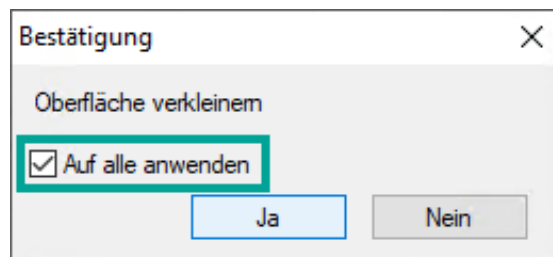 Bestätigung
Oberfläche verkleinern
Auf alle anwenden
Ja
Nein